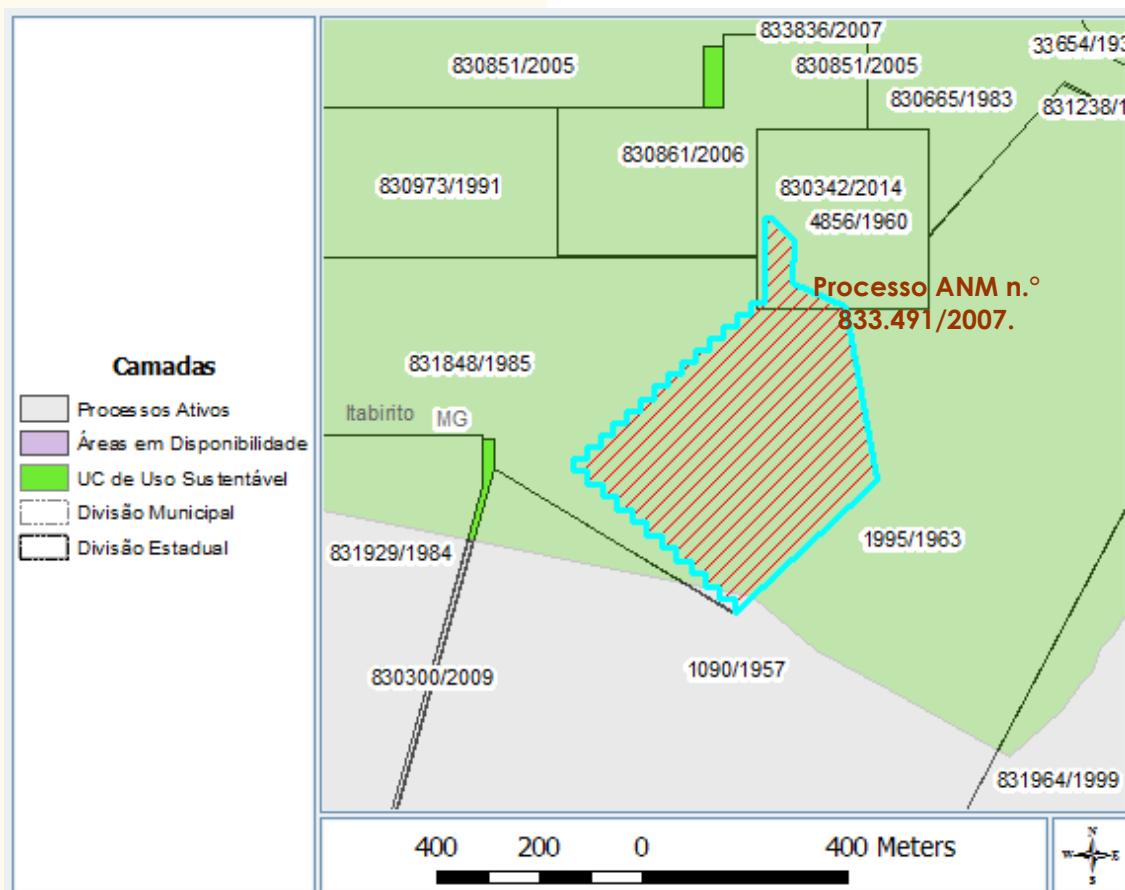 Camadas
Processos Ativos
Áreas em Disponibilidade
UC de Uso Sustentável
Divisão Municipal
Divisão Estadual
833836/2007
830851/2005
830851/2005
830665/1983
831238/1
830861/2006
830973/1991
830342/2014
4856/1960
Processo ANM n.°
833.491/2007.
831848/1985
Itabirito
MG
831929/1984
1995/1963
1090/1957
830300/2009
831964/1999
400 200 0 400 Meters
N
W E
S